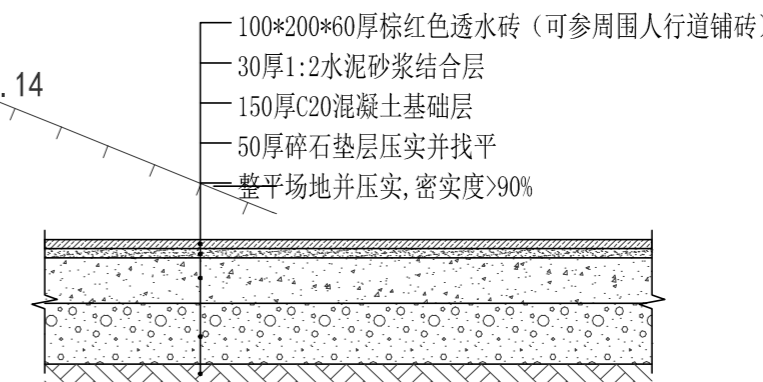 100*200*60厚棕红色透水砖（可参周围人行道铺砖）
30厚1:2水泥砂浆结合层
.14
150厚C20混凝土基础层
50厚碎石垫层压实并找平
整平场地并压实,密实度>90%